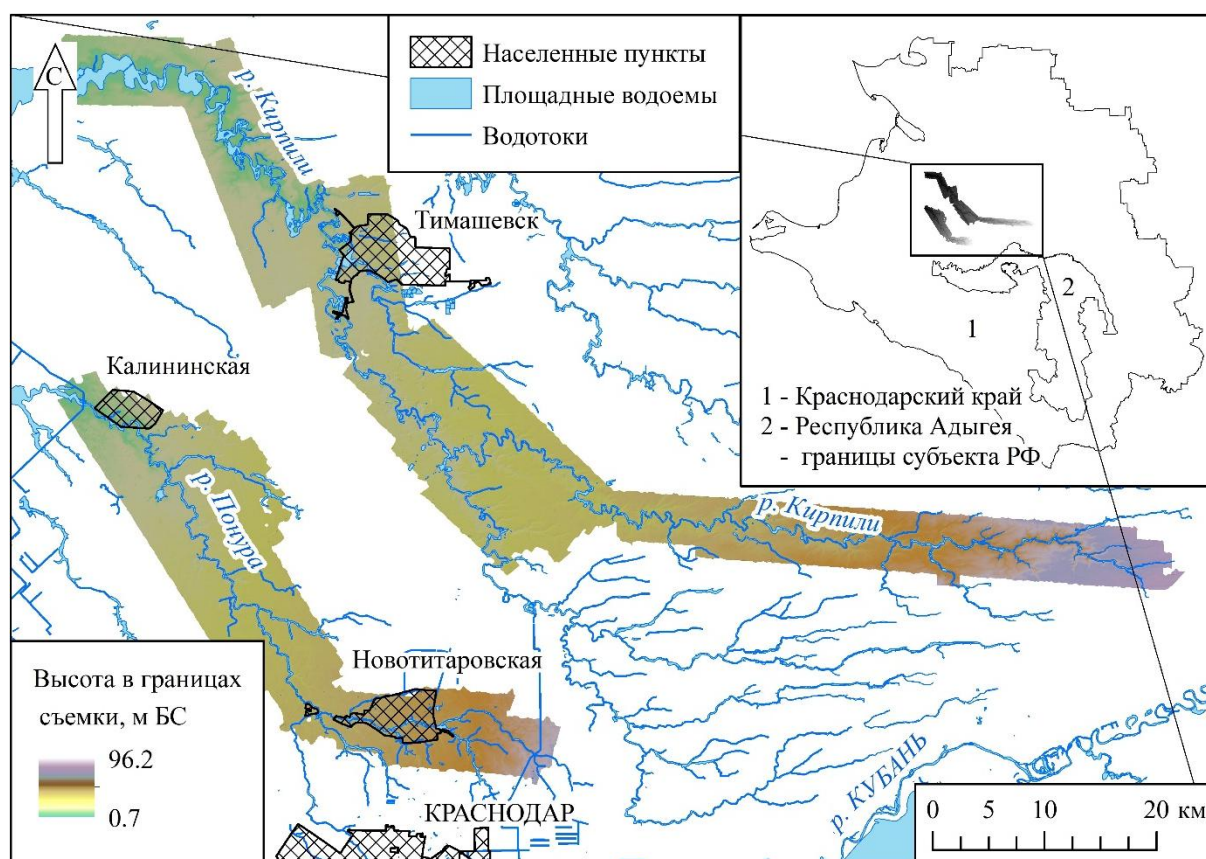 С
р. Кирпили
Населенные пункты
Площадные водоемы
Водотоки
Тимашевск
Калининская
р. Понура
р. Кирпили
Новотитаровская
КРАСНОДАР
р. КУБАНЬ
1
2
1 - Краснодарский край
2 - Республика Адыгея
- границы субъекта РФ
Высота в границах
съемки, м БС
96.2
0.7
0 5 10 20 км